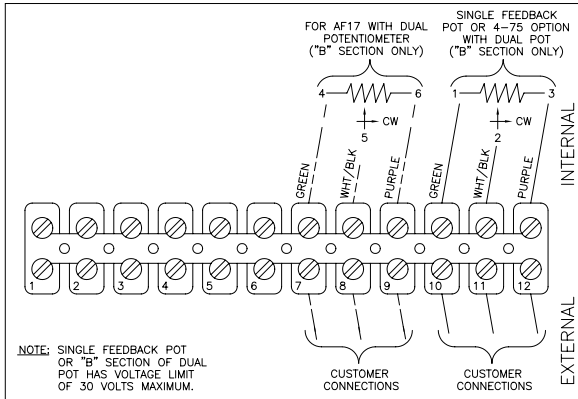 FOR AF17 WITH DUAL
POTENTIOMETER
("B" SECTION ONLY)
SINGLE FEEDBACK
POT OR 4-75 OPTION
WITH DUAL POT
("B" SECTION ONLY)
4 6
CW
5
1 3
CW
2
GREEN
WHT/BLK
PURPLE
GREEN
WHT/BLK
PURPLE
INTERNAL
1 2 3 4 5 6 7 8 9 10 11 12
EXTERNAL
NOTE: SINGLE FEEDBACK POT
OR "B" SECTION OF DUAL
POT HAS VOLTAGE LIMIT
OF 30 VOLTS MAXIMUM.
CUSTOMER
CONNECTIONS
CUSTOMER
CONNECTIONS